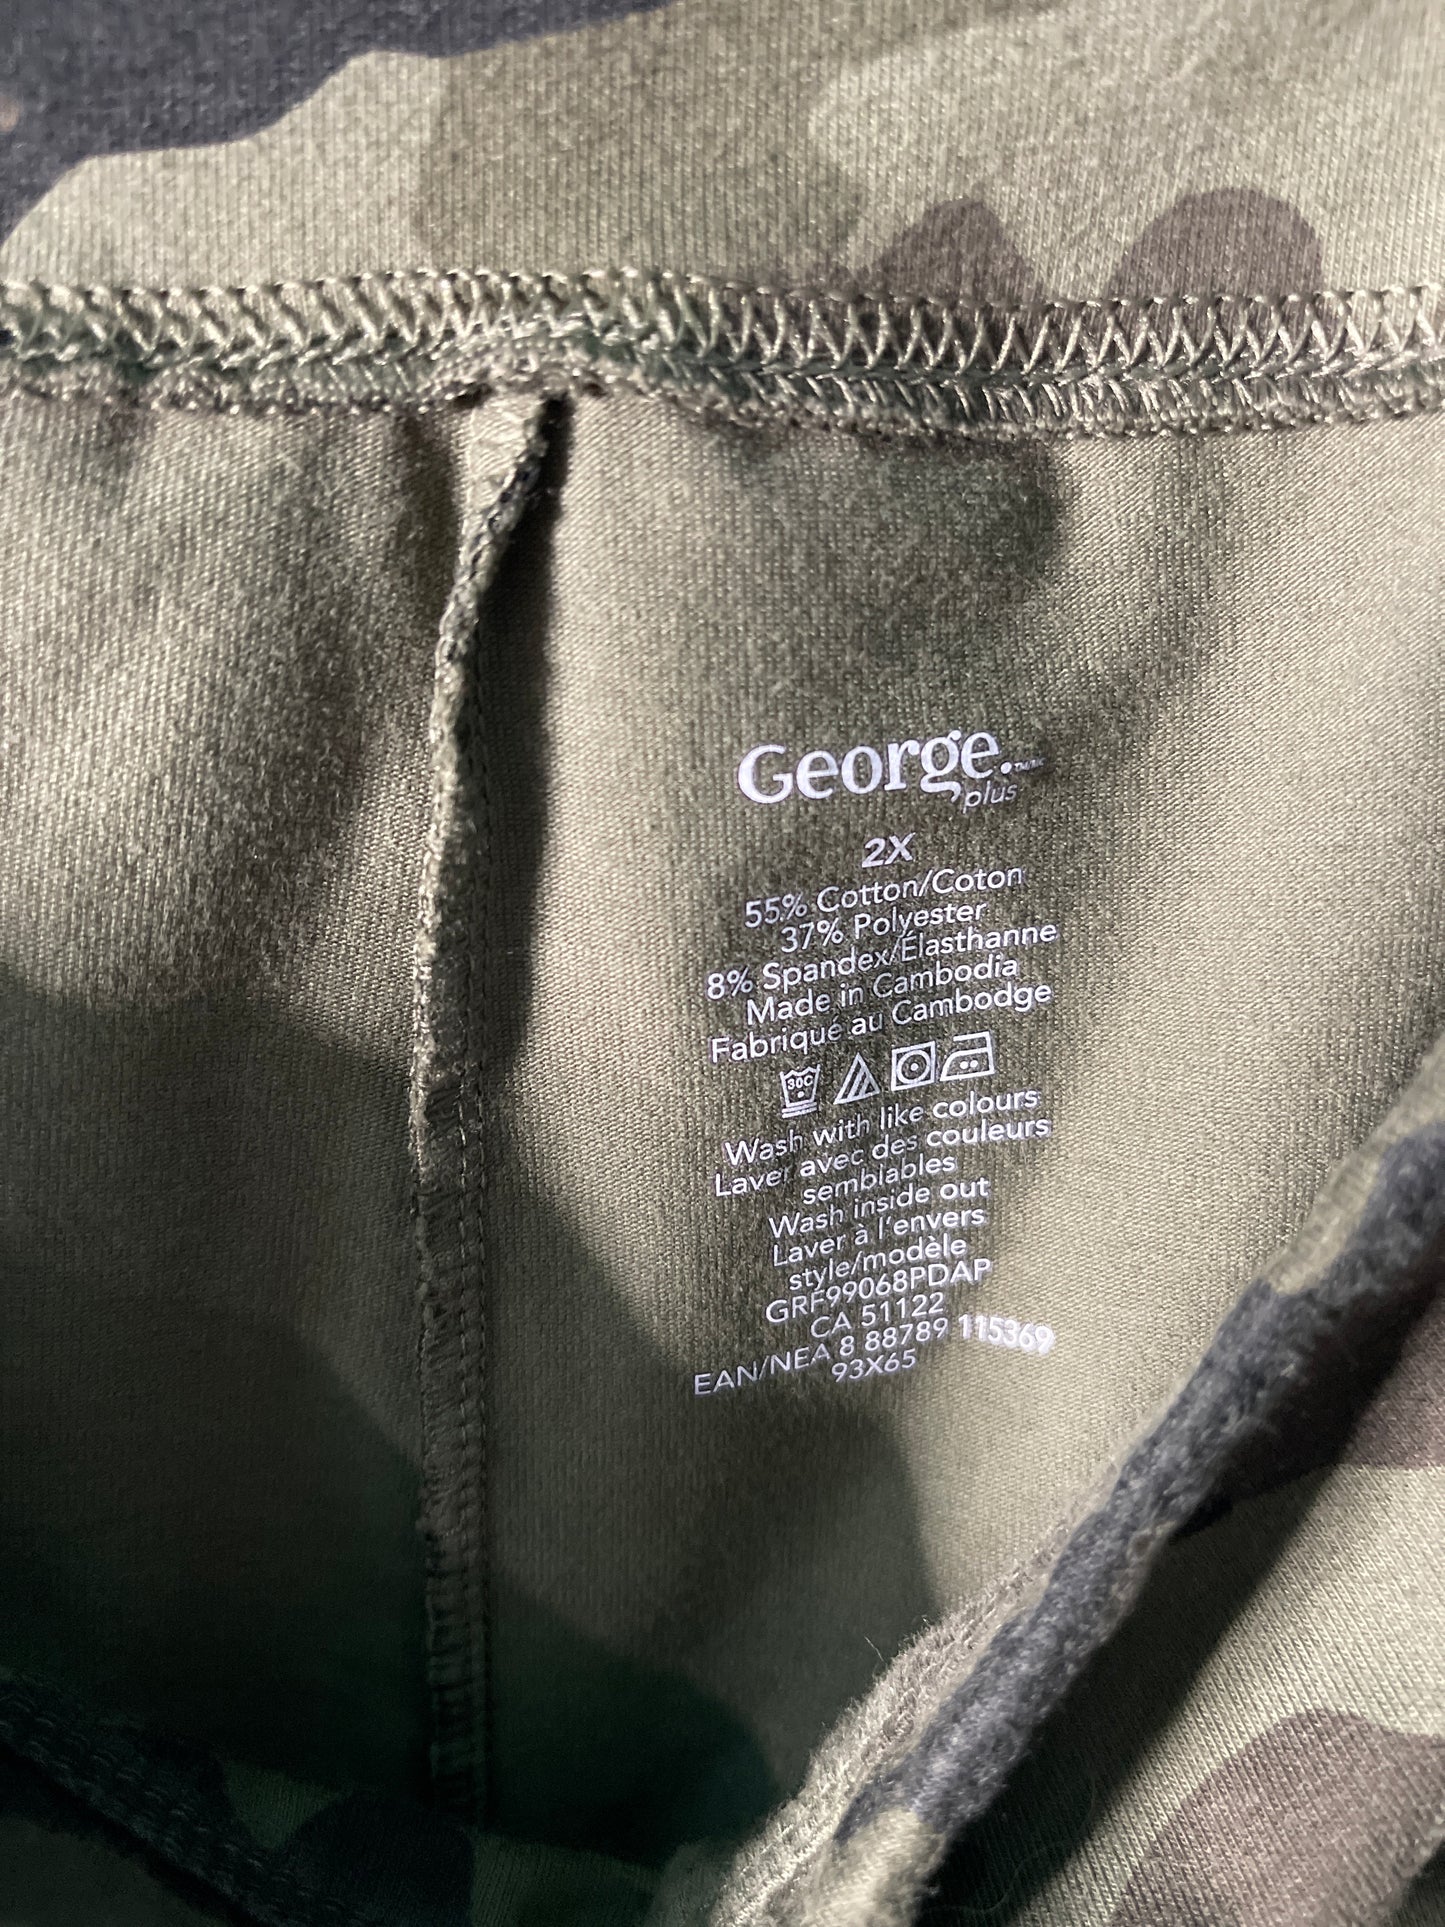 George.
plus
2X
55% Cotton/Coton
37% Polyester
8% Spandex/Élasthanne
Made in Cambodia
Fabriqué au Cambodge
30C
Wash with like colours
Laver avec des couleurs
semblables
Wash inside out
Laver à l'envers
style/modèle
GRF99068PDAP
CA 51122
EAN/NEA 8 88789 115369
93X65